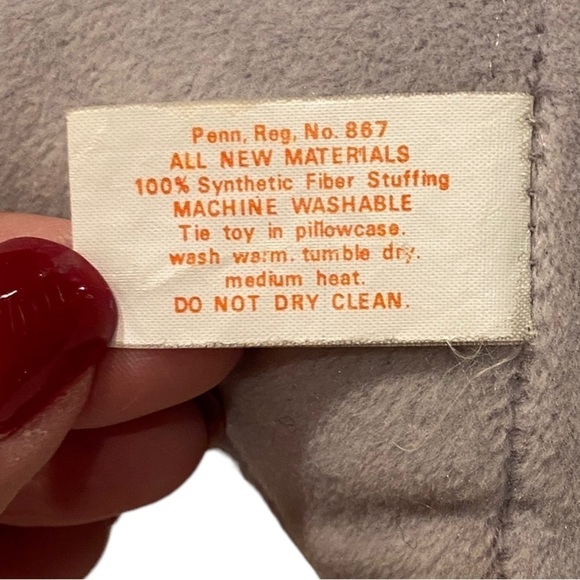 Penn, Reg, No. 867
ALL NEW MATERIALS
100% Synthetic Fiber Stuffing
MACHINE WASHABLE
Tie toy in pillowcase.
wash warm. tumble dry.
medium heat.
DO NOT DRY CLEAN.